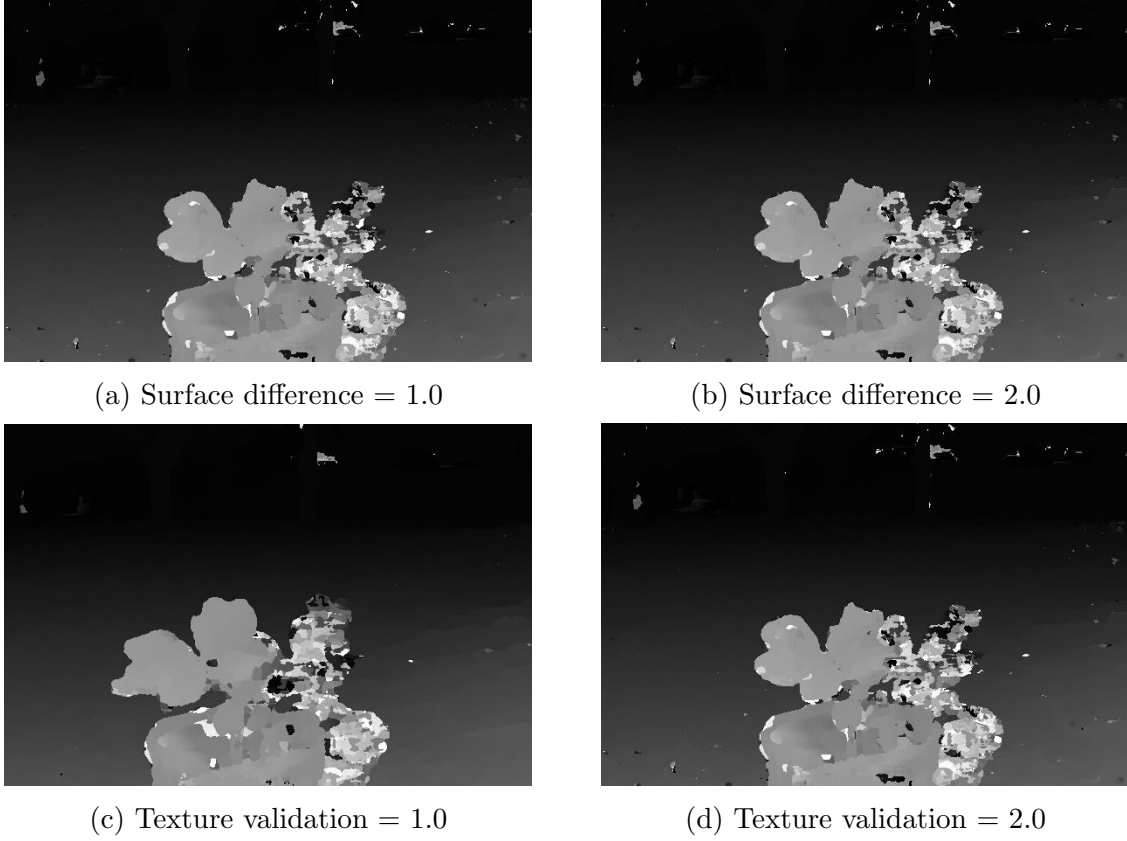 (a) Surface difference = 1.0
(b) Surface difference = 2.0
(c) Texture validation = 1.0
(d) Texture validation = 2.0